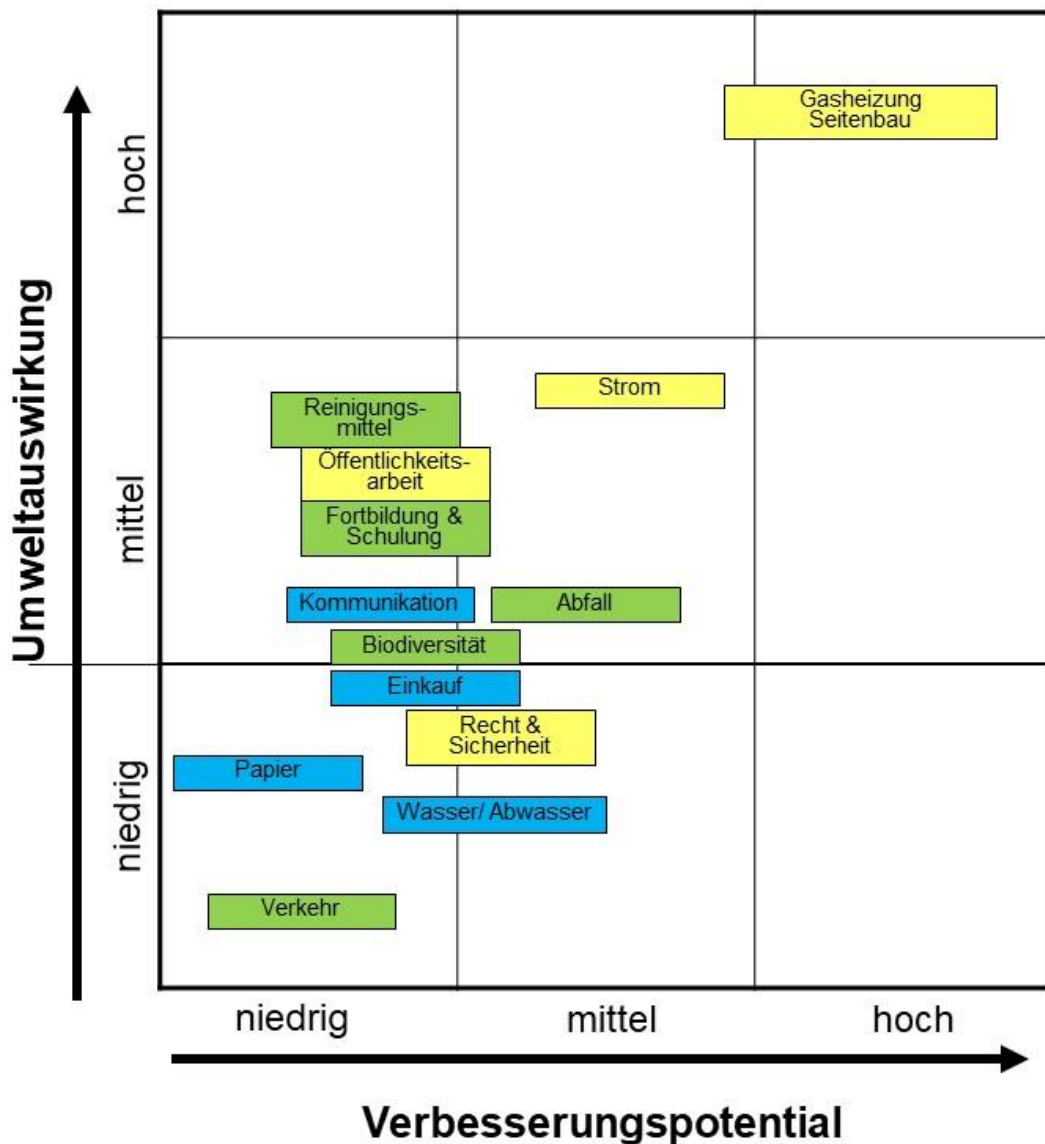 Umweltauswirkung
hoch
mittel
niedrig
Gasheizung
Seitenbau
Strom
Reinigungs-
mittel
Öffentlichkeits-
arbeit
Fortbildung &
Schulung
Kommunikation
Abfall
Biodiversität
Einkauf
Recht &
Sicherheit
Papier
Wasser/ Abwasser
Verkehr
niedrig
mittel
hoch
Verbesserungspotential